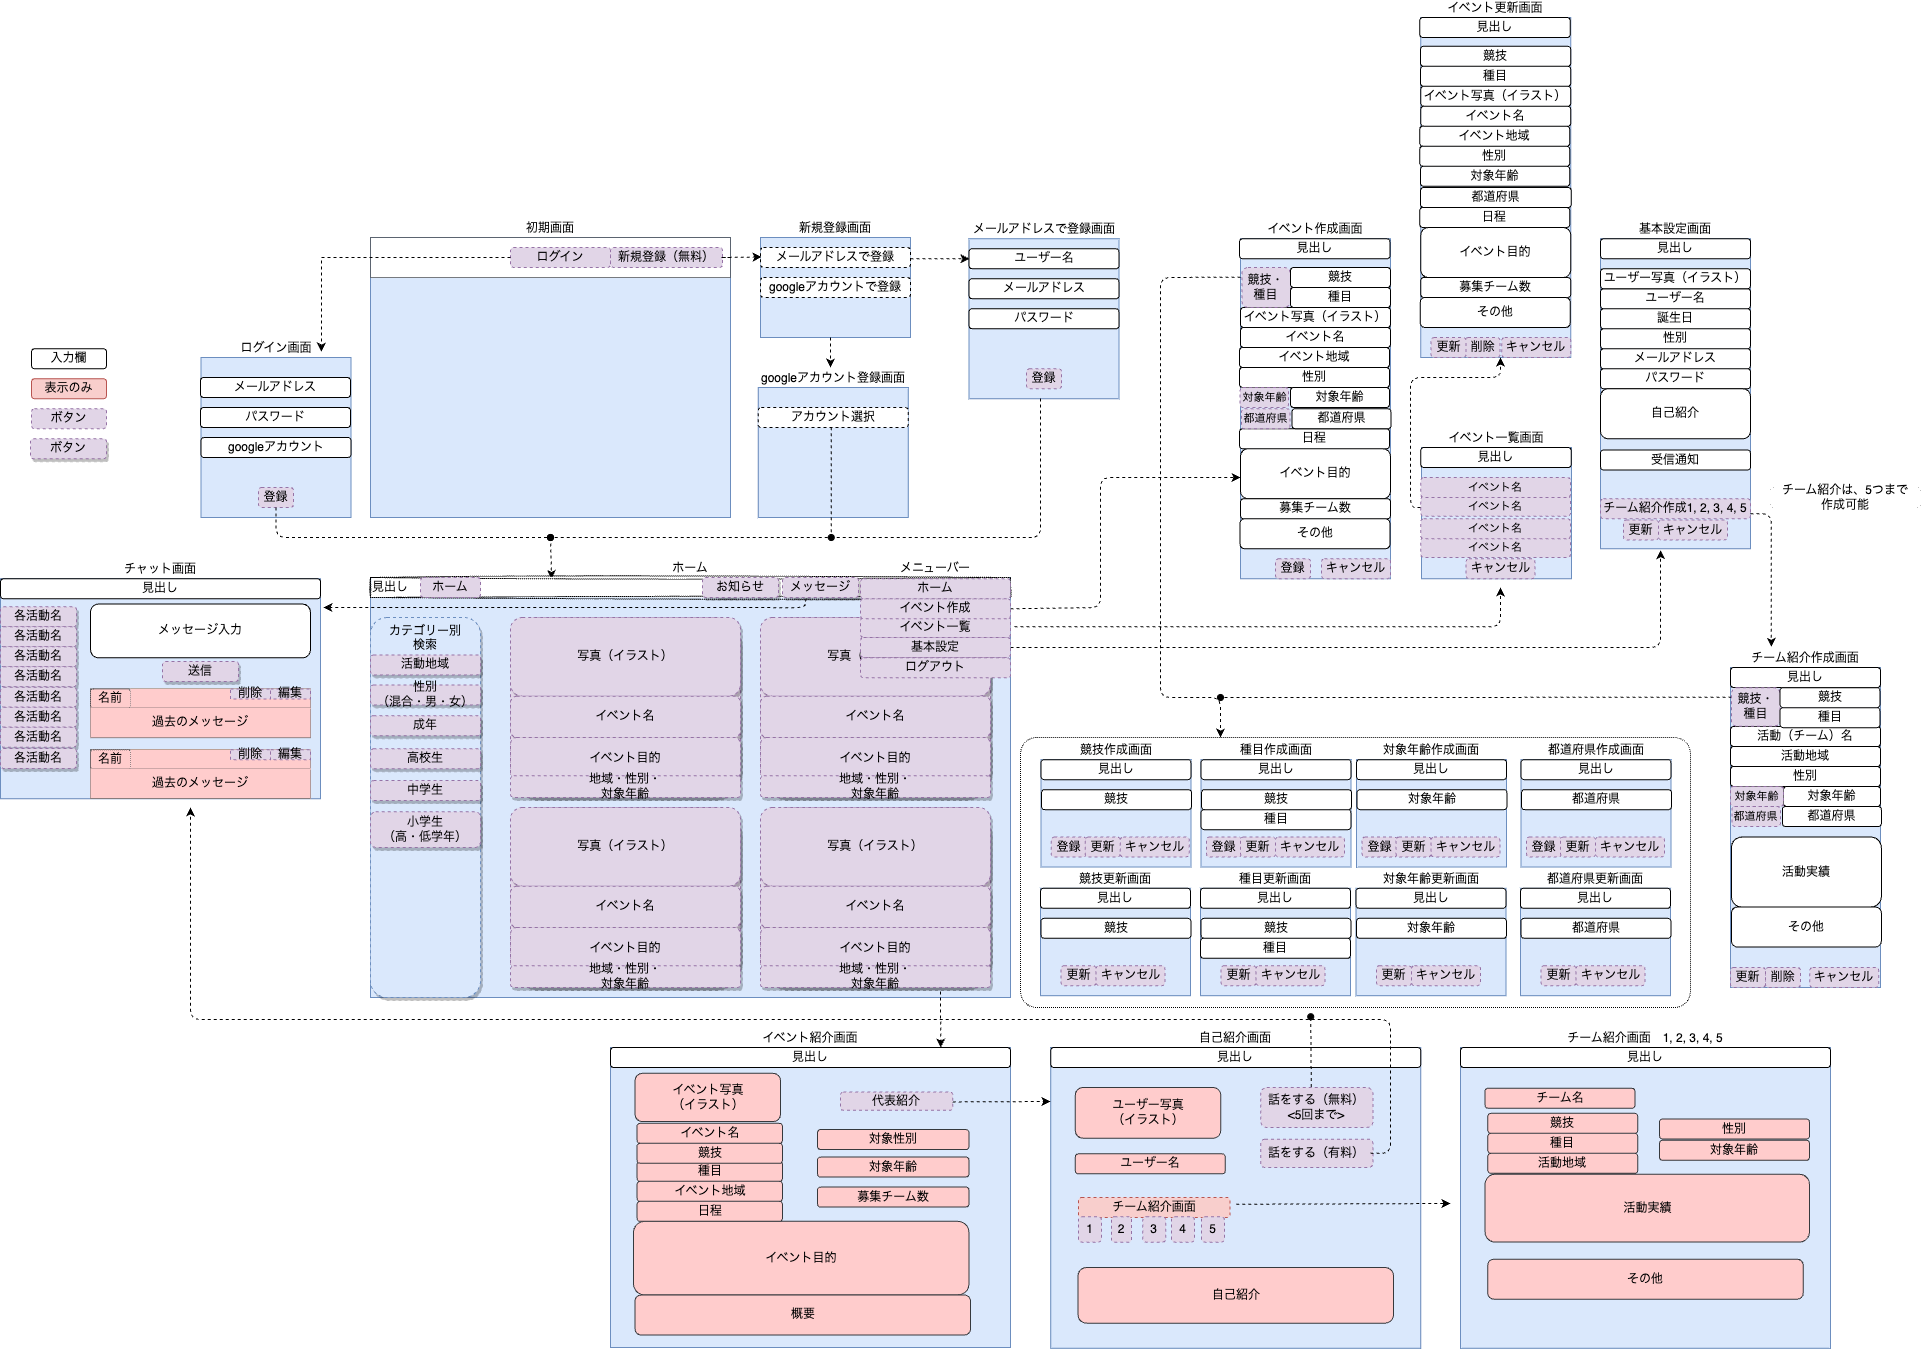 入力欄
表示のみ
ボタン
ボタン
ログイン画面
メールアドレス
パスワード
googleアカウント
登録
初期画面
ログイン
新規登録（無料）
新規登録画面
メールアドレスで登録
googleアカウントで登録
googleアカウント登録画面
アカウント選択
メールアドレスで登録画面
ユーザー名
メールアドレス
パスワード
登録
イベント作成画面
見出し
競技・
種目
競技
種目
イベント写真（イラスト）
イベント名
イベント地域
性別
対象年齢
対象年齢
都道府県
都道府県
日程
イベント目的
募集チーム数
その他
登録
キャンセル
イベント更新画面
見出し
競技
種目
イベント写真（イラスト）
イベント名
イベント地域
性別
対象年齢
都道府県
日程
イベント目的
募集チーム数
その他
更新
削除
キャンセル
イベント一覧画面
見出し
イベント名
イベント名
イベント名
イベント名
キャンセル
基本設定画面
見出し
ユーザー写真（イラスト）
ユーザー名
誕生日
性別
メールアドレス
パスワード
自己紹介
受信通知
チーム紹介作成1, 2, 3, 4, 5
更新
キャンセル
チーム紹介は、5つまで
作成可能
チャット画面
見出し
各活動名
各活動名
各活動名
各活動名
各活動名
各活動名
各活動名
各活動名
メッセージ入力
送信
名前
削除
編集
過去のメッセージ
名前
削除
編集
過去のメッセージ
ホーム
メニューバー
見出し
ホーム
お知らせ
メッセージ
ホーム
イベント作成
イベント一覧
基本設定
ログアウト
カテゴリー別
検索
活動地域
性別
（混合・男・女）
成年
高校生
中学生
小学生
（高・低学年）
写真（イラスト）
イベント名
イベント目的
地域・性別・
対象年齢
写真（
イベント名
イベント目的
地域・性別・
対象年齢
写真（イラスト）
イベント名
イベント目的
地域・性別・
対象年齢
写真（イラスト）
イベント名
イベント目的
地域・性別・
対象年齢
競技作成画面
見出し
競技
登録
更新
キャンセル
種目作成画面
見出し
競技
種目
登録
更新
キャンセル
対象年齢作成画面
見出し
対象年齢
登録
更新
キャンセル
都道府県作成画面
見出し
都道府県
登録
更新
キャンセル
競技更新画面
見出し
競技
更新
キャンセル
種目更新画面
見出し
競技
種目
更新
キャンセル
対象年齢更新画面
見出し
対象年齢
更新
キャンセル
都道府県更新画面
見出し
都道府県
更新
キャンセル
チーム紹介作成画面
見出し
競技・
種目
競技
種目
活動（チーム）名
活動地域
性別
対象年齢
対象年齢
都道府県
都道府県
活動実績
その他
更新
削除
キャンセル
イベント紹介画面
見出し
イベント写真
（イラスト）
イベント名
競技
種目
イベント地域
日程
代表紹介
対象性別
対象年齢
募集チーム数
イベント目的
概要
自己紹介画面
見出し
ユーザー写真
（イラスト）
ユーザー名
話をする（無料）
<5回まで>
話をする（有料）
チーム紹介画面
1
2
3
4
5
自己紹介
チーム紹介画面　1, 2, 3, 4, 5
見出し
チーム名
競技
種目
活動地域
性別
対象年齢
活動実績
その他